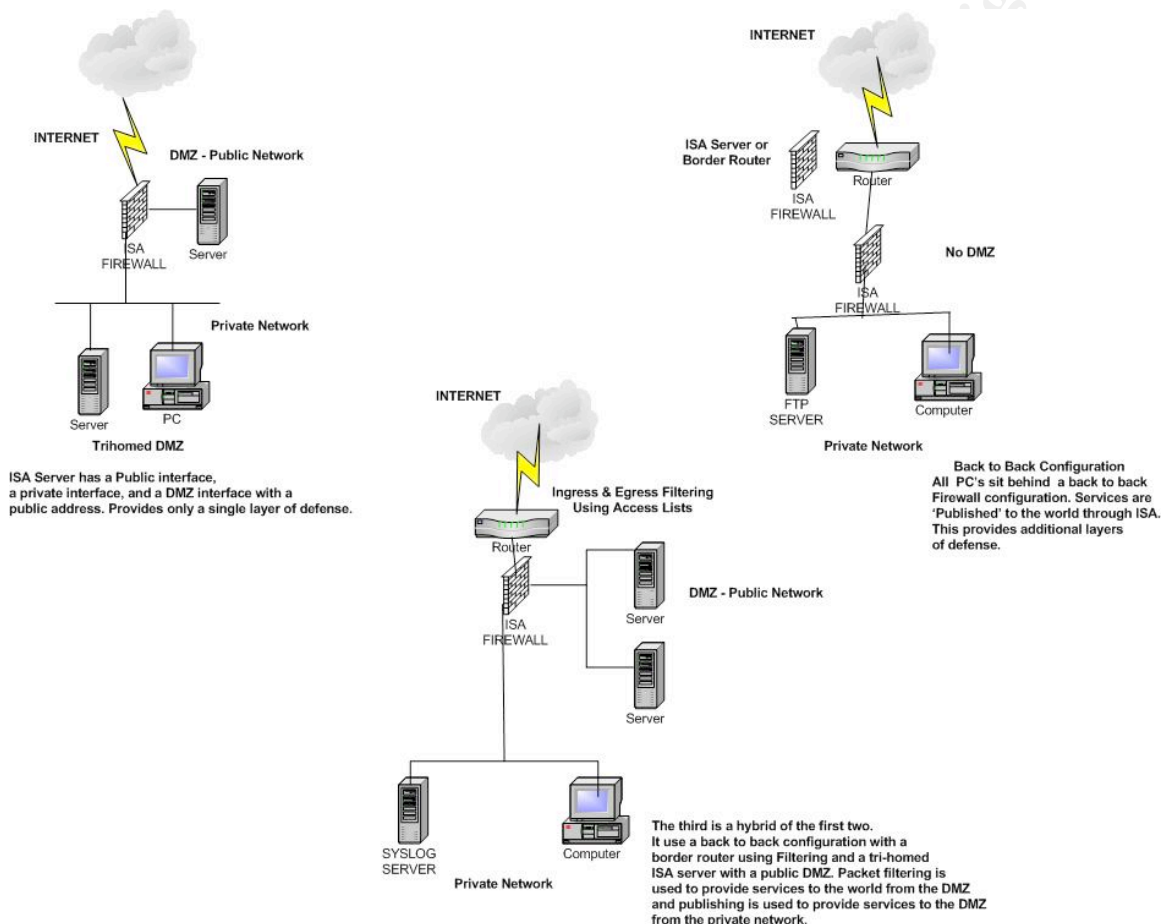 INTERNET
DMZ - Public Network
ISA
FIREWALL
Server
Private Network
Server
PC
Trihomed DMZ
ISA Server has a Public interface,
a private interface, and a DMZ interface with a
public address. Provides only a single layer of defense.
INTERNET
ISA Server or
Border Router
Router
ISA
FIREWALL
No DMZ
ISA
FIREWALL
FTP
SERVER
Computer
Private Network
Back to Back Configuration
All PC's sit behind a back to back
Firewall configuration. Services are
'Published' to the world through ISA.
This provides additional layers
of defense.
INTERNET
Ingress & Egress Filtering
Using Access Lists
Router
ISA
FIREWALL
DMZ - Public Network
Server
Server
SYSLOG
SERVER
Computer
Private Network
The third is a hybrid of the first two.
It use a back to back configuration with a
border router using Filtering and a tri-homed
ISA server with a public DMZ. Packet filtering is
used to provide services to the world from the DMZ
and publishing is used to provide services to the DMZ
from the private network.